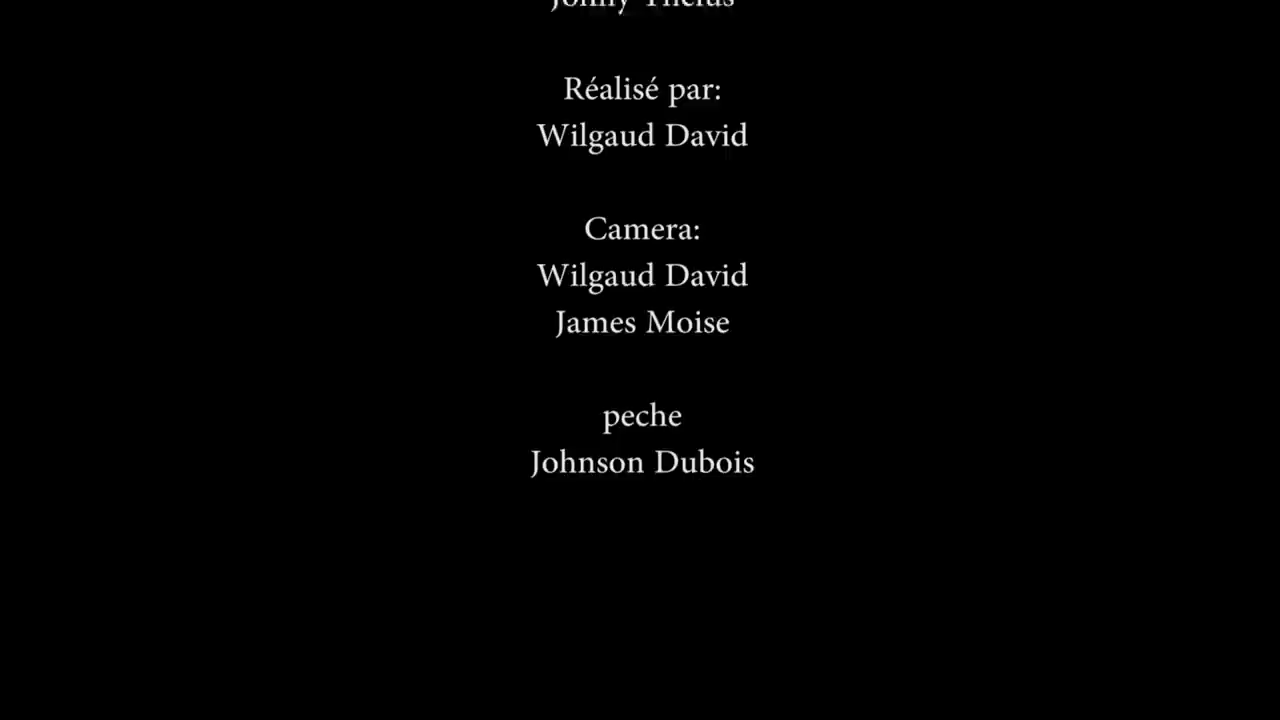 Réalisé par:
Wilgaud David
Camera:
Wilgaud David
James Moise
peche
Johnson Dubois